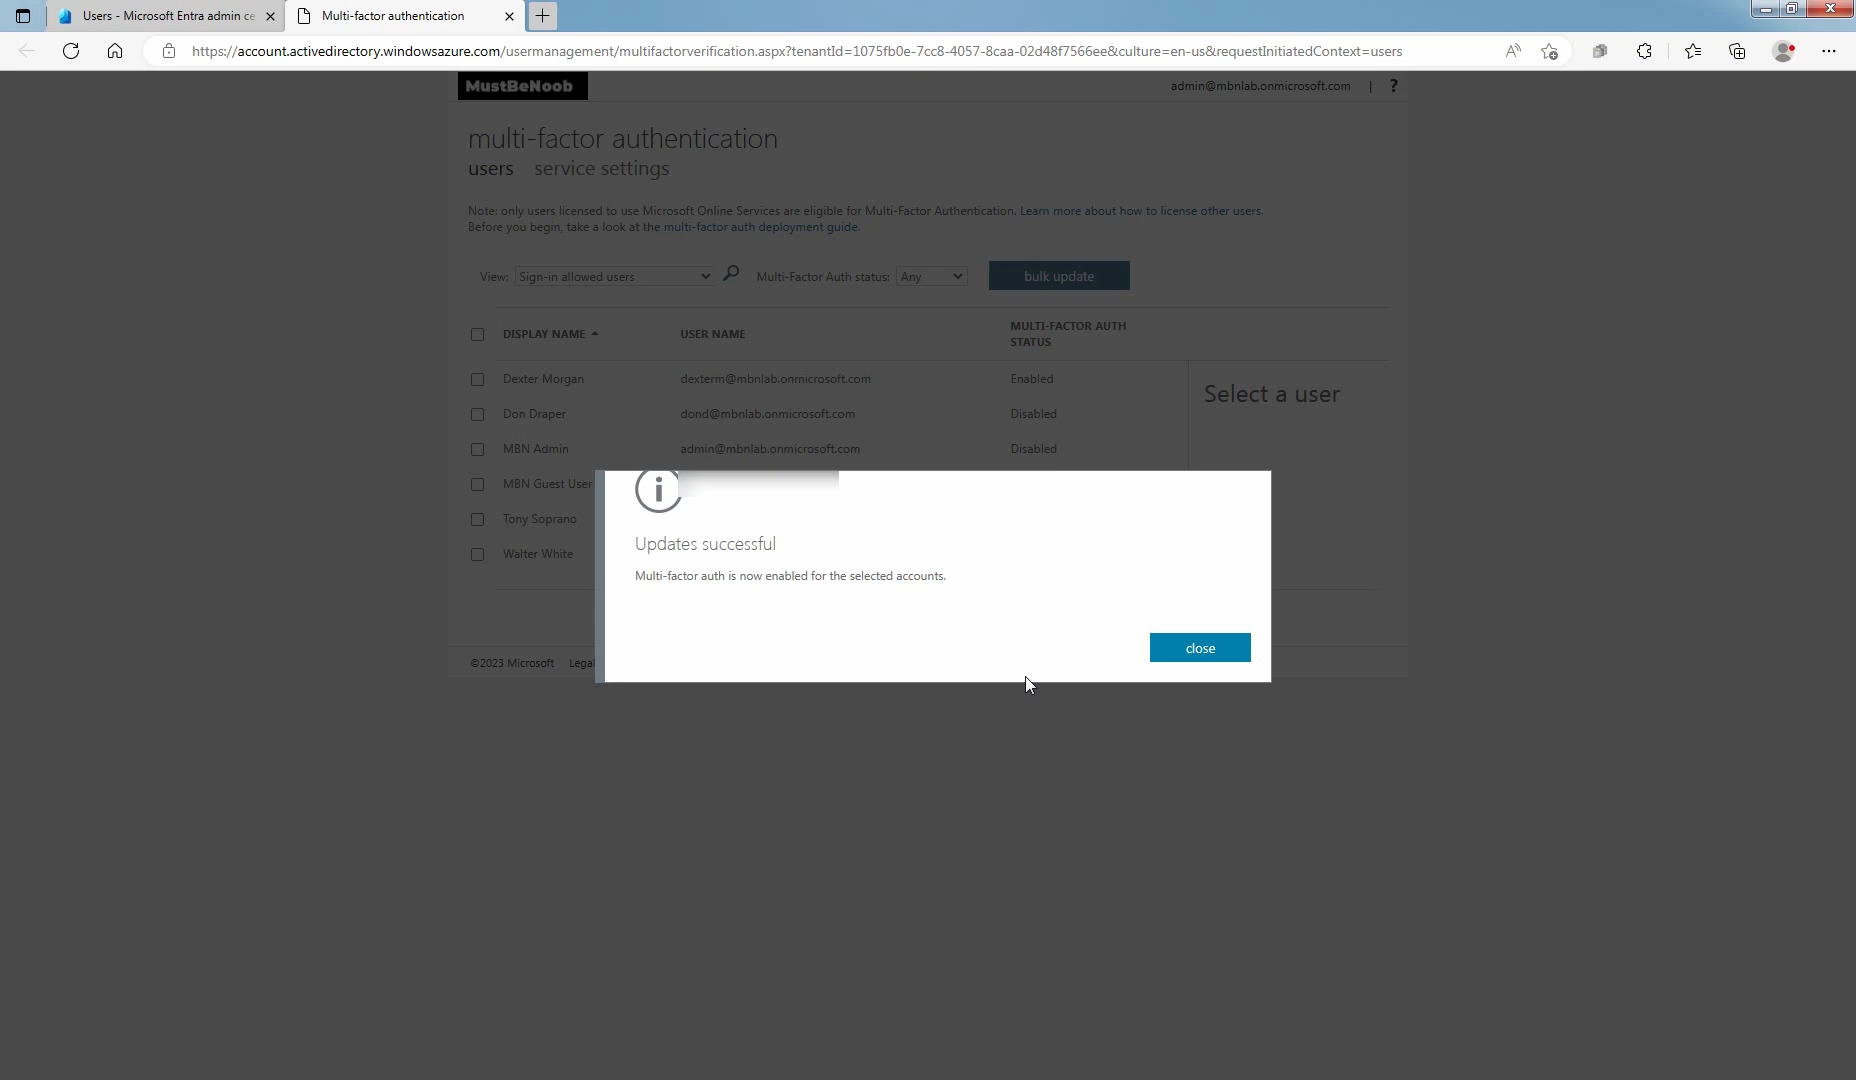 Users - Microsoft Entra admin ce
Multi-factor authentication
https://account.activedirectory.windowsazure.com/usermanagement/multifactorverification.aspx?tenantId=1075fb0e-7cc8-4057-8caa-02d48f7566ee&culture=en-us&requestInitiatedContext=users
MustBeNoob
admin@mbnlab.onmicrosoft.com | ?
multi-factor authentication
users service settings
Note: only users licensed to use Microsoft Online Services are eligible for Multi-Factor Authentication. Learn more about how to license other users.
Before you begin, take a look at the multi-factor auth deployment guide.
View: Sign-in allowed users Multi-Factor Auth status: Any bulk update
DISPLAY NAME USER NAME MULTI-FACTOR AUTH
STATUS
Dexter Morgan dexterm@mbnlab.onmicrosoft.com Enabled
Select a user
Don Draper dond@mbnlab.onmicrosoft.com Disabled
MBN Admin admin@mbnlab.onmicrosoft.com Disabled
MBN Guest User
Tony Soprano
Walter White
Updates successful
Multi-factor auth is now enabled for the selected accounts.
close
©2023 Microsoft Legal